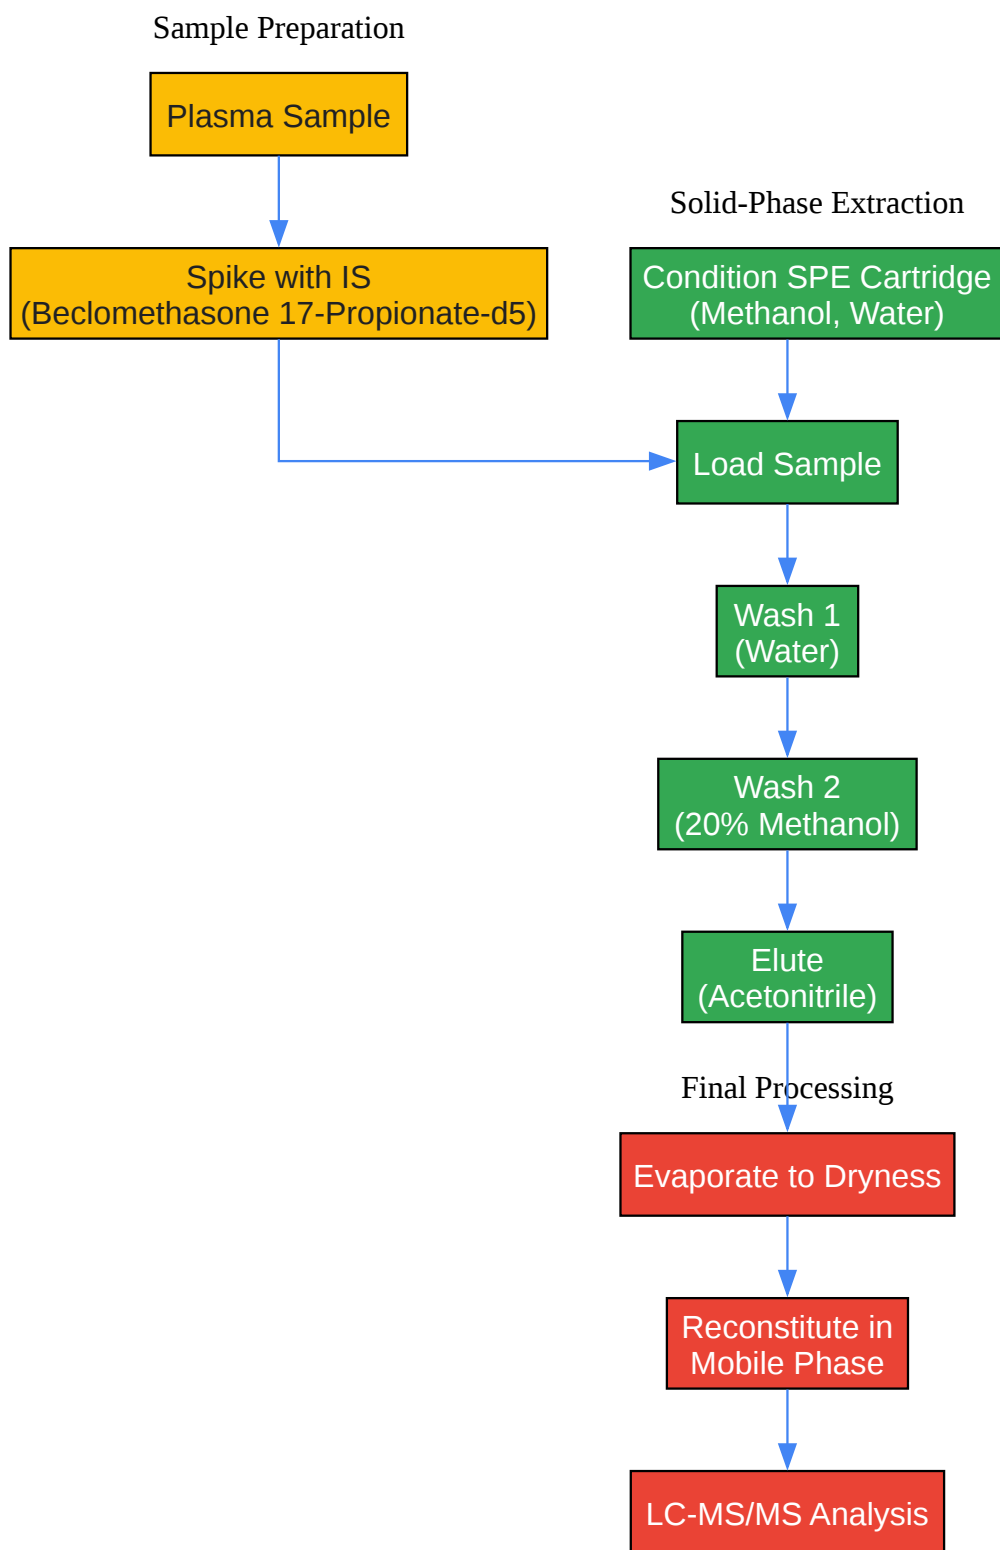 Sample Preparation
Plasma Sample
Spike with IS
(Beclomethasone 17-Propionate-d5)
Solid-Phase Extraction
Condition SPE Cartridge
(Methanol, Water)
Load Sample
Wash 1
(Water)
Wash 2
(20% Methanol)
Elute
(Acetonitrile)
Final Processing
Evaporate to Dryness
Reconstitute in
Mobile Phase
LC-MS/MS Analysis